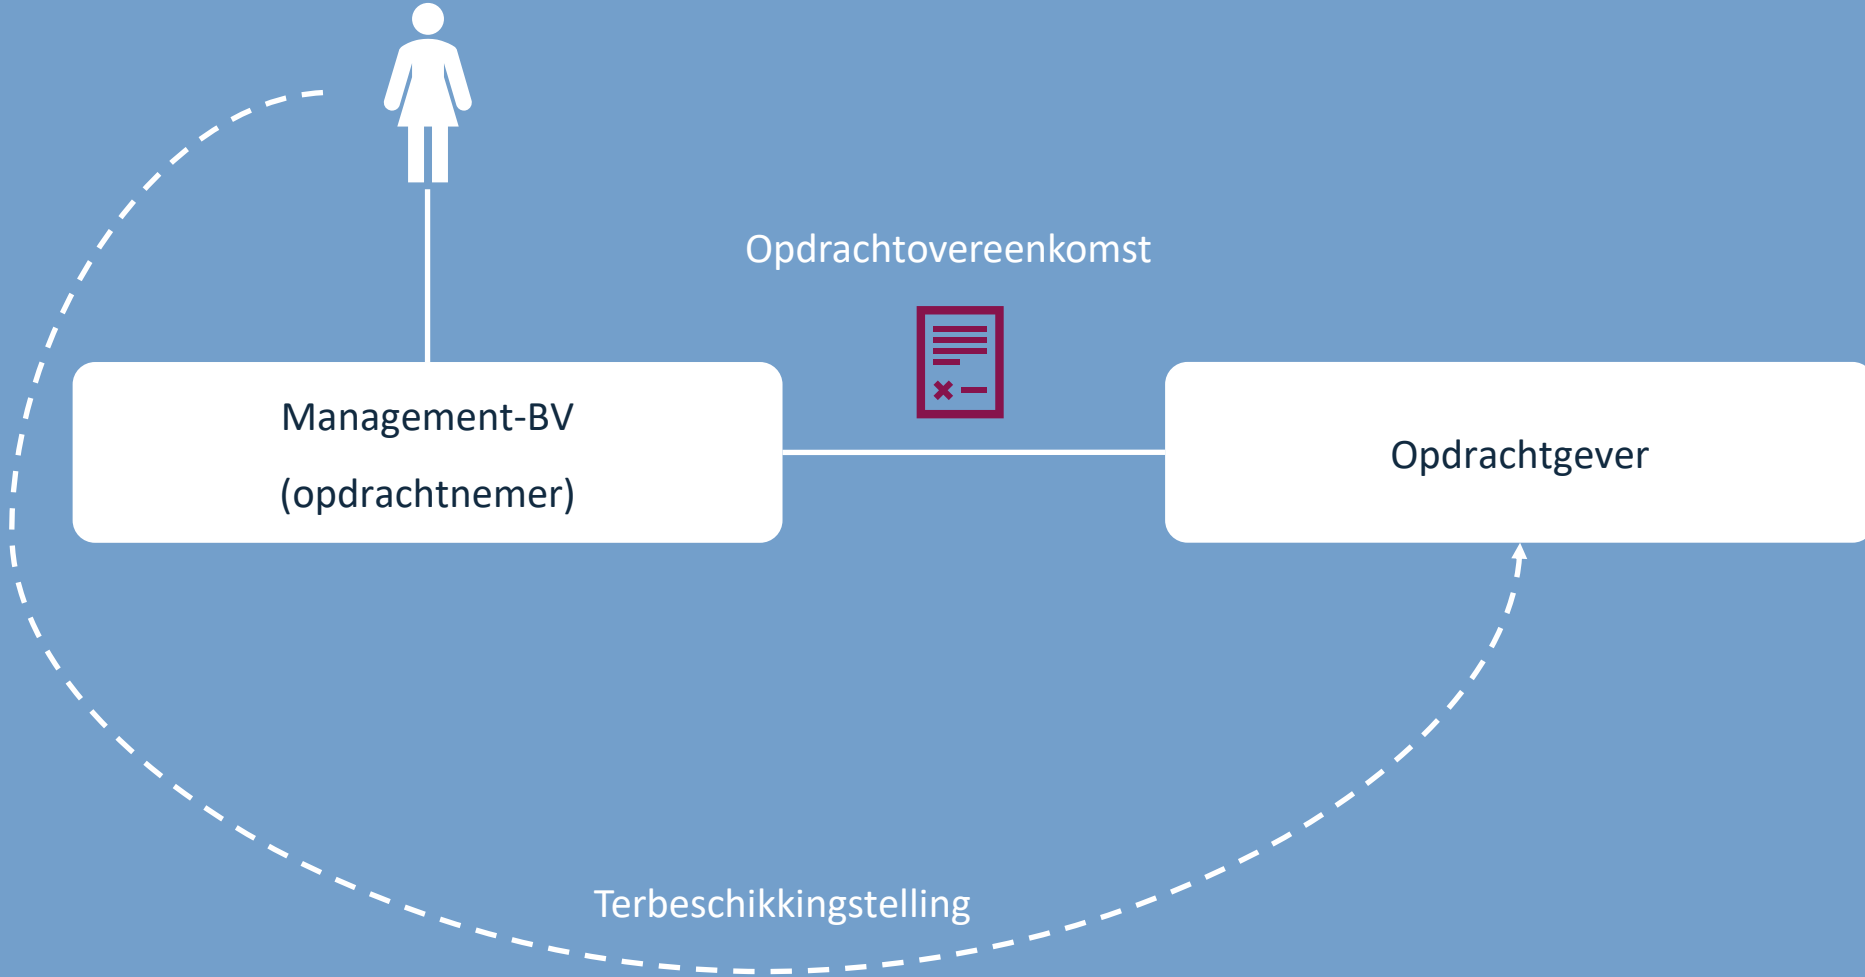 Opdrachtovereenkomst
Management-BV
(opdrachtnemer)
Opdrachtgever
Terbeschikkingstelling